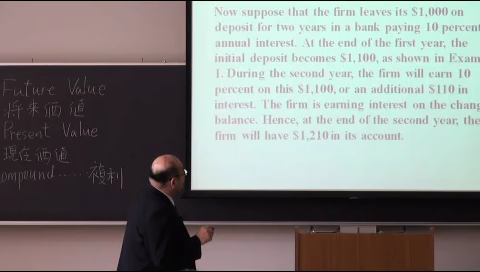 Future Value
将来価値
Present Value
現在価値
ompound ..... 複利
Now suppose that the firm leaves its $1,000 on
deposit for two years in a bank paying 10 percent
annual interest. At the end of the first year, the
initial deposit becomes $1,100, as shown in Exam
1. During the second year, the firm will earn 10
percent on this $1,100, or an additional $110 in
interest. The firm is earning interest on the chang
balance. Hence, at the end of the second year, the
firm will have $1,210 in its account.